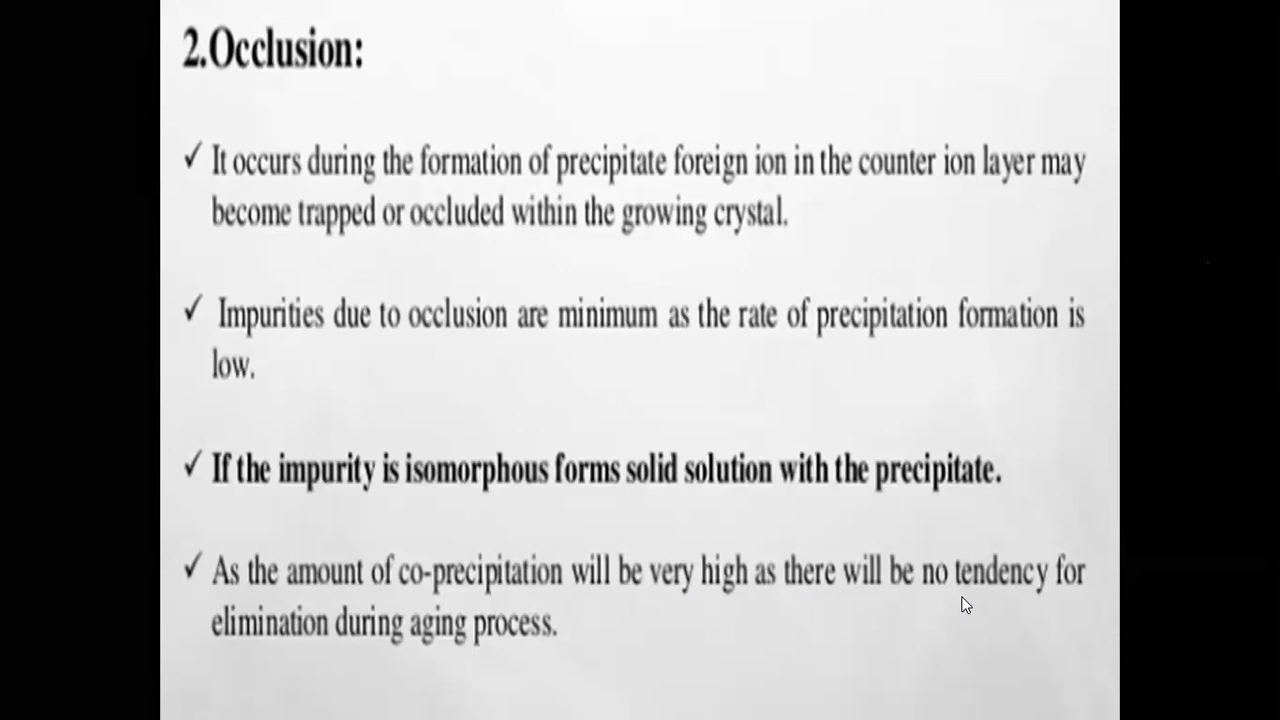 2.Occlusion:
✓ It occurs during the formation of precipitate foreign ion in the counter ion layer may
become trapped or occluded within the growing crystal.
✓ Impurities due to occlusion are minimum as the rate of precipitation formation is
low.
✓ If the impurity is isomorphous forms solid solution with the precipitate.
✓ As the amount of co-precipitation will be very high as there will be no tendency for
elimination during aging process.